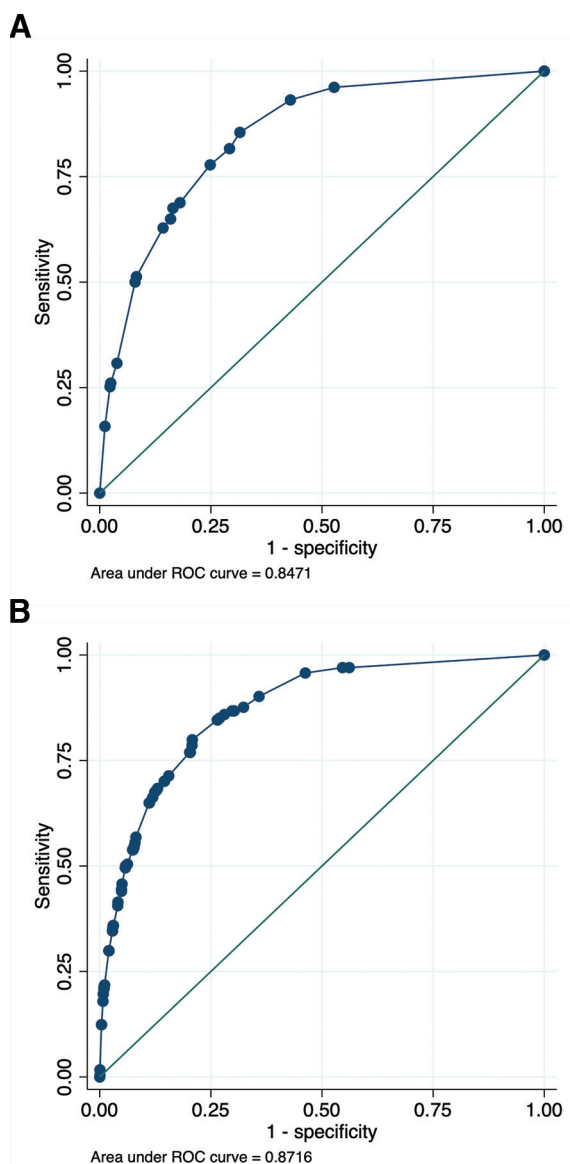 A
Sensitivity
1.00
0.75
0.50
0.25
0.00
0.00 0.25 0.50 0.75 1.00
1 - specificity
Area under ROC curve = 0.8471
B
Sensitivity
1.00
0.75
0.50
0.25
0.00
0.00 0.25 0.50 0.75 1.00
1 - specificity
Area under ROC curve = 0.8716